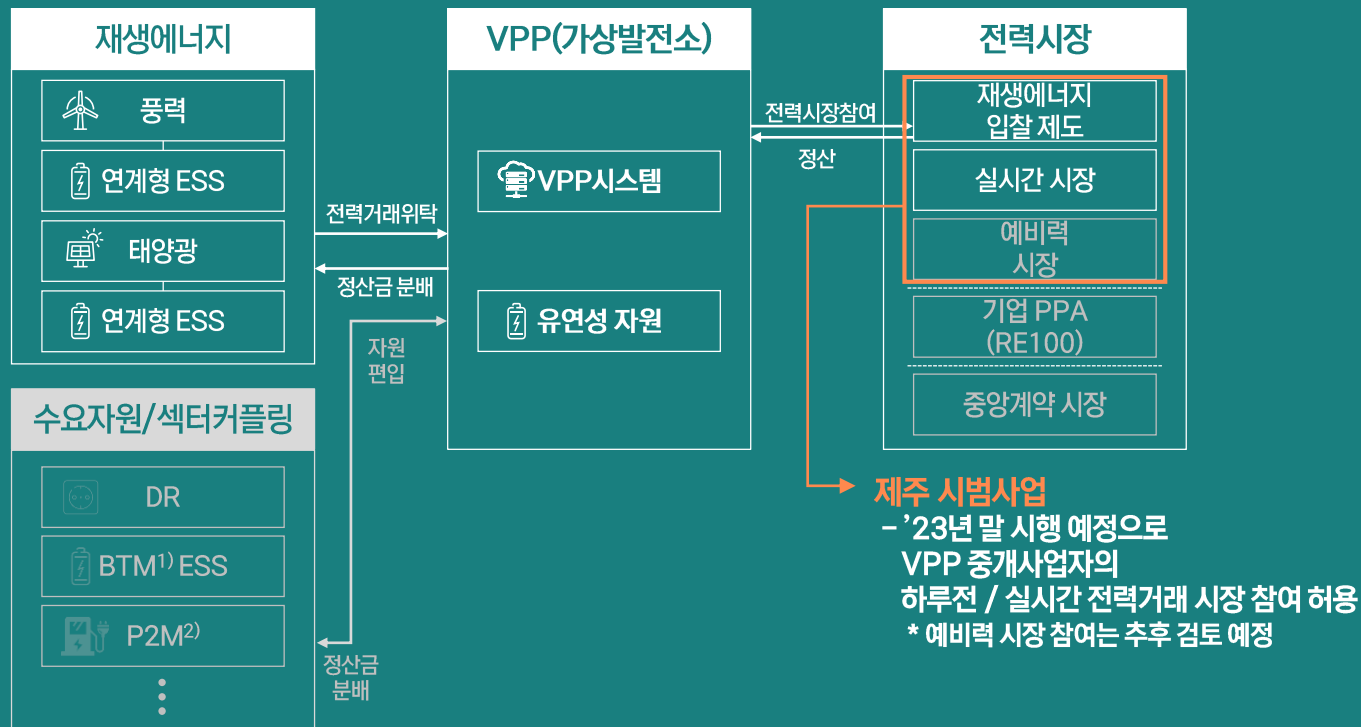 재생에너지
풍력
연계형 ESS
태양광
연계형 ESS
수요자원/섹터커플링
DR
BTM1) ESS
P2M2)
전력거래위탁
정산금 분배
자원
편입
정산금
분배
VPP(가상발전소)
VPP시스템
유연성 자원
전력시장참여
정산
전력시장
재생에너지
입찰 제도
실시간 시장
예비력
시장
기업 PPA
(RE100)
중앙계약 시장
제주 시범사업
– ’23년 말 시행 예정으로
VPP 중개사업자의
하루전 / 실시간 전력거래 시장 참여 허용
* 예비력 시장 참여는 추후 검토 예정